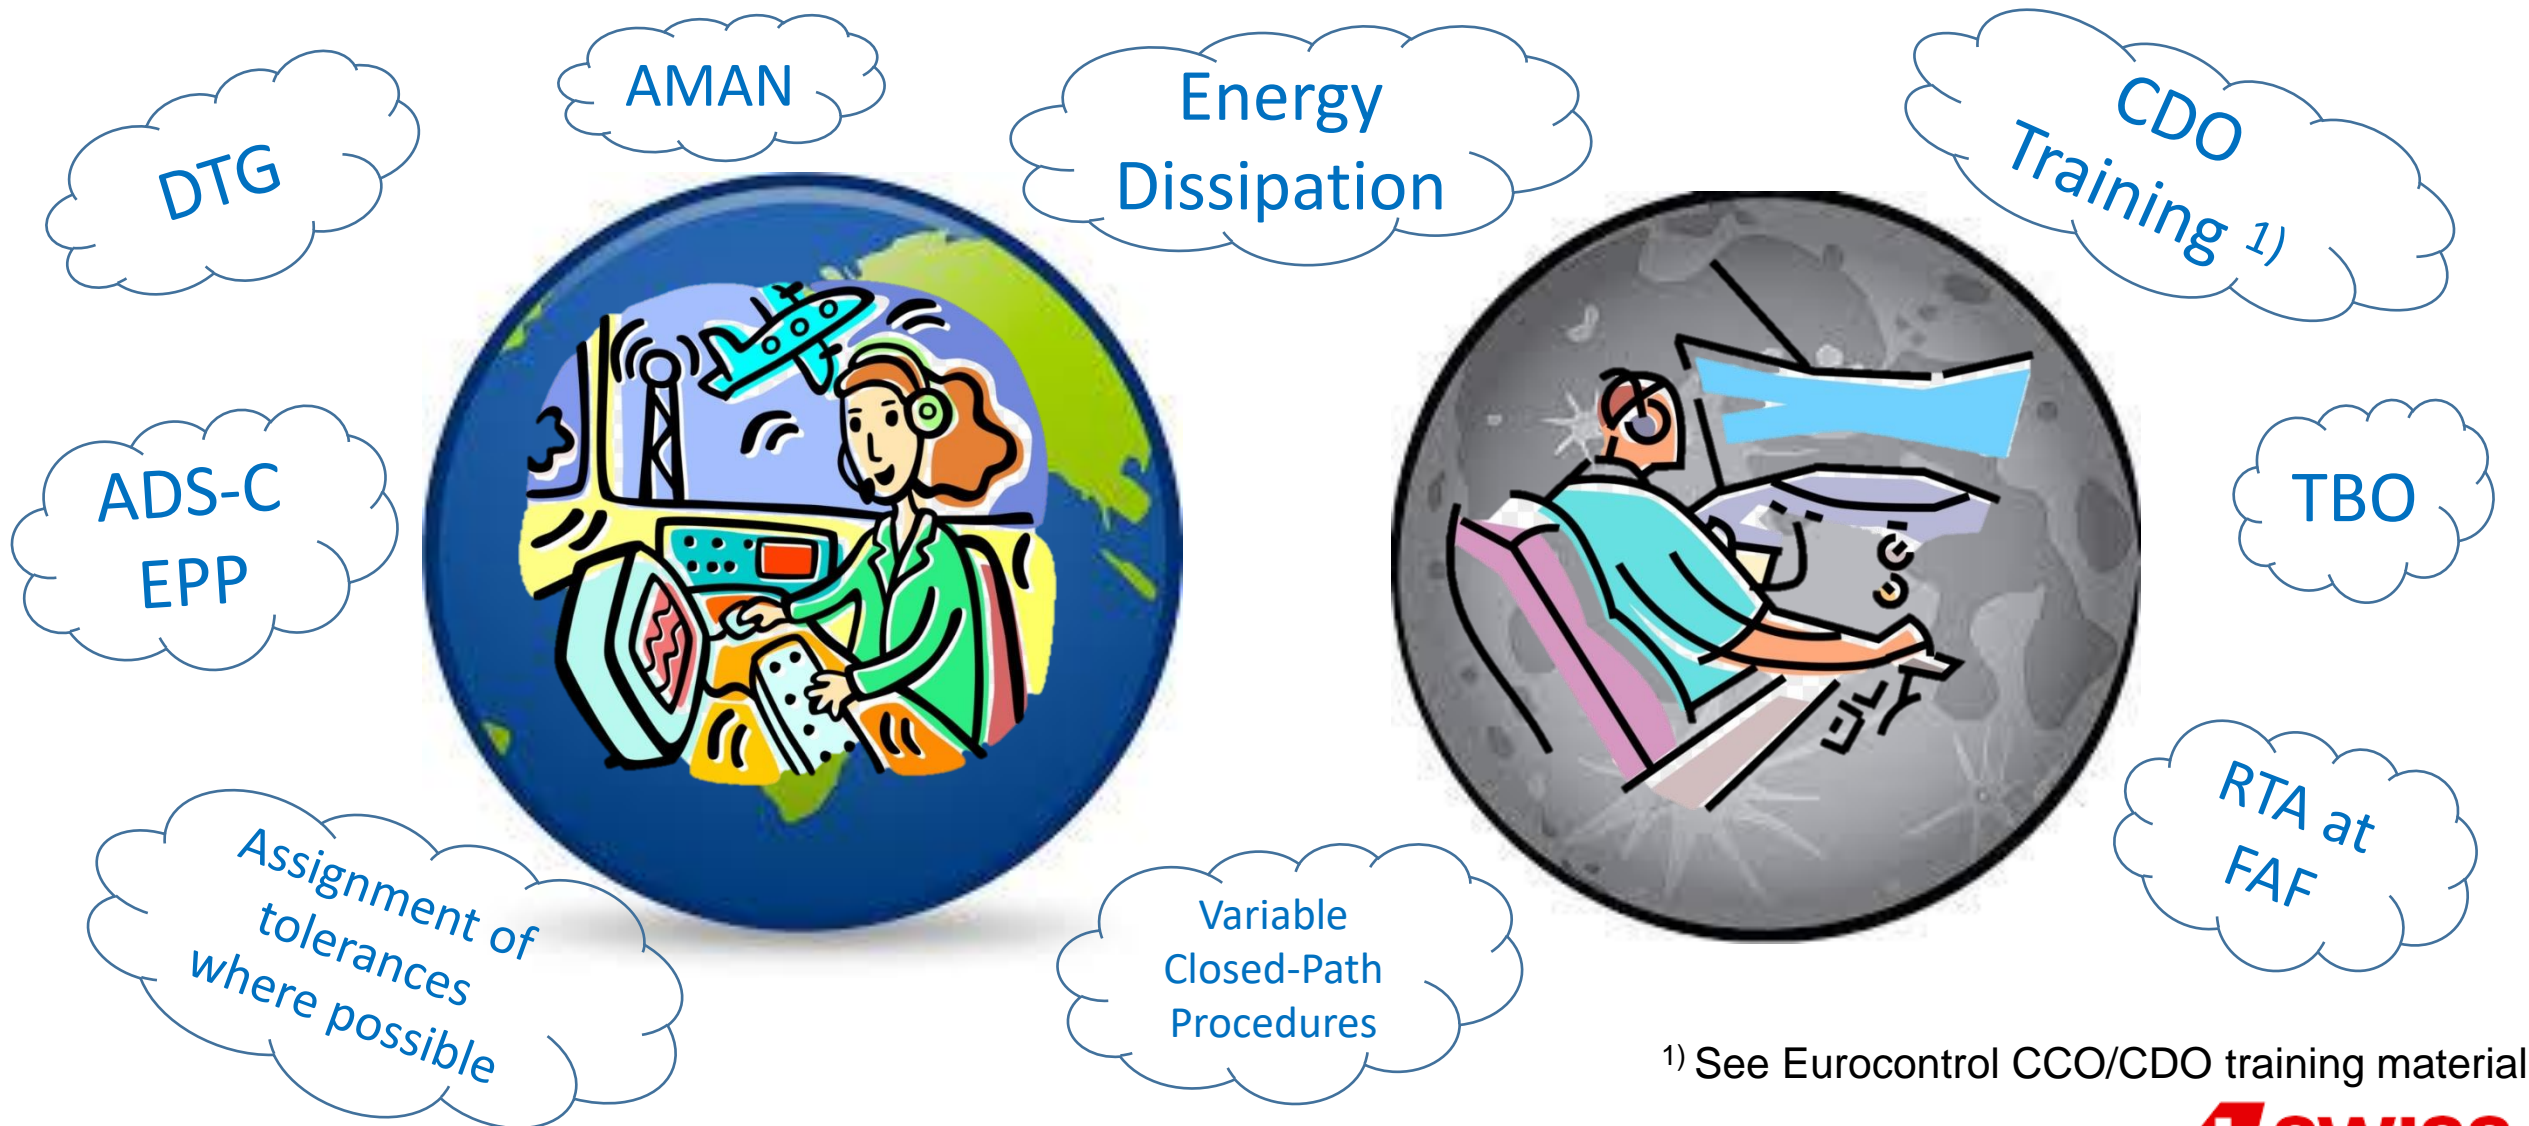 DTG
AMAN
Energy
Dissipation
CDO
Training 1)
ADS-C
EPP
TBO
RTA at
FAF
Assignment of
tolerances
where possible
Variable
Closed-Path
Procedures
1) See Eurocontrol CCO/CDO training material